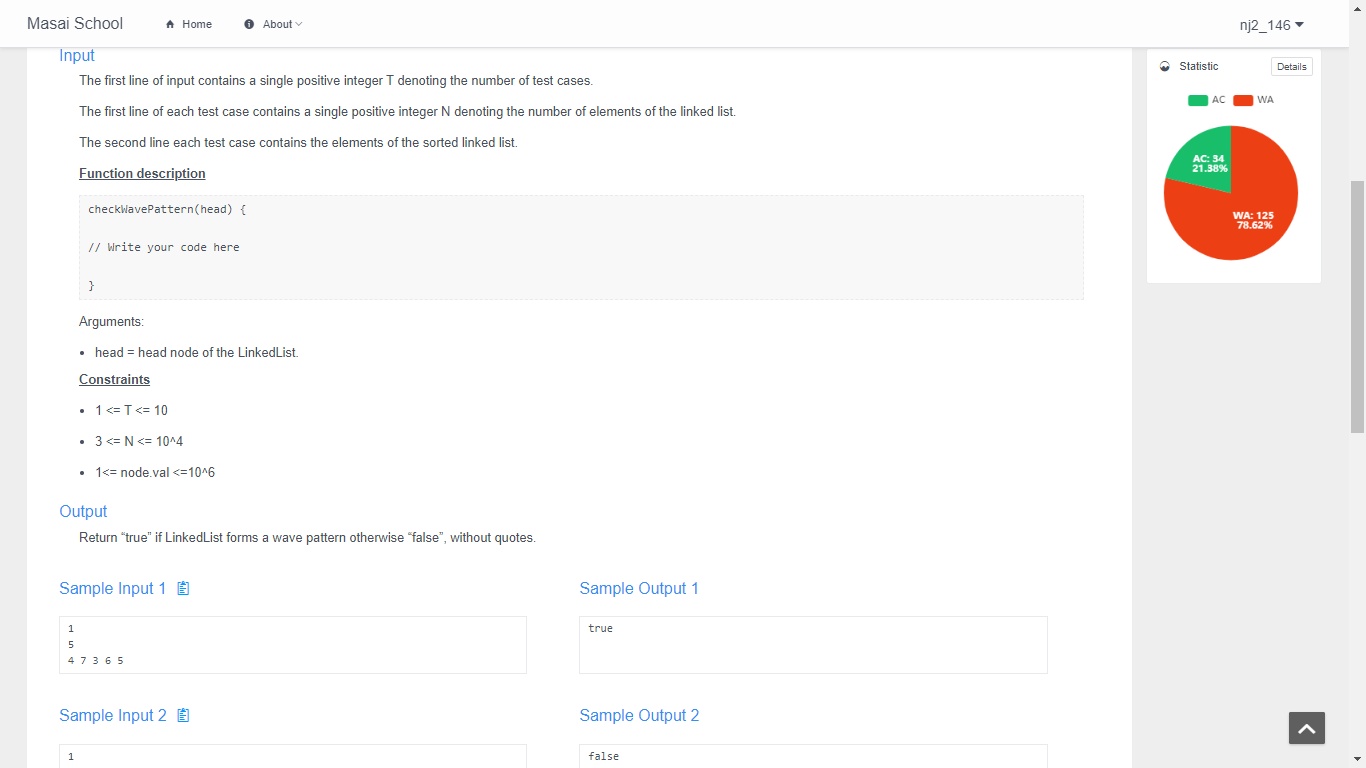 Masai School
Home
About
nj2_146
Input
The first line of input contains a single positive integer T denoting the number of test cases.
The first line of each test case contains a single positive integer N denoting the number of elements of the linked list.
The second line each test case contains the elements of the sorted linked list.
Function description
checkWavePattern(head) {
// Write your code here
}
Arguments:
head = head node of the LinkedList.
Constraints
1 <= T <= 10
3 <= N <= 10^4
1<= node.val <=10^6
Output
Return “true” if LinkedList forms a wave pattern otherwise “false”, without quotes.
Sample Input 1
1
5
4 7 3 6 5
Sample Output 1
true
Sample Input 2
1
Sample Output 2
false
Statistic
Details
AC
WA
AC: 34
21.38%
WA: 125
78.62%